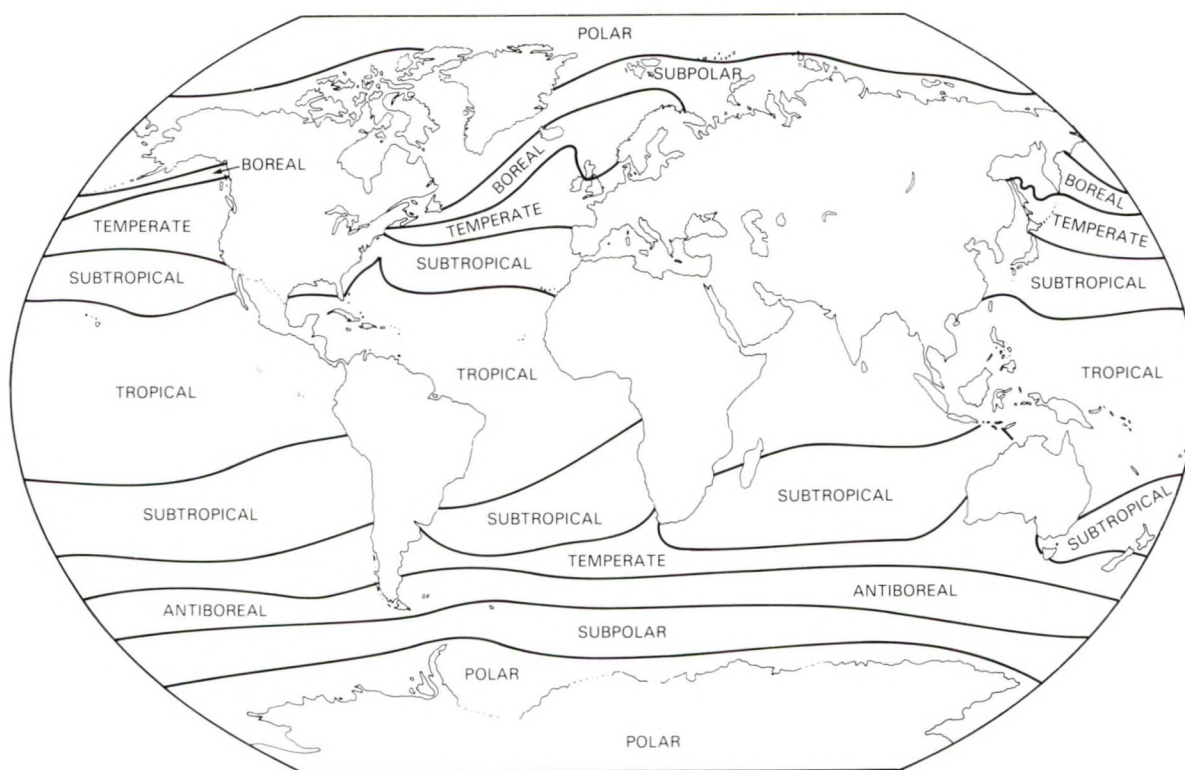 POLAR
SUBPOLAR
BOREAL
BOREAL
BOREAL
TEMPERATE
TEMPERATE
TEMPERATE
SUBTROPICAL
SUBTROPICAL
SUBTROPICAL
TROPICAL
TROPICAL
TROPICAL
SUBTROPICAL
SUBTROPICAL
SUBTROPICAL
SUBTROPICAL
TEMPERATE
ANTIBOREAL
ANTIBOREAL
SUBPOLAR
POLAR
POLAR